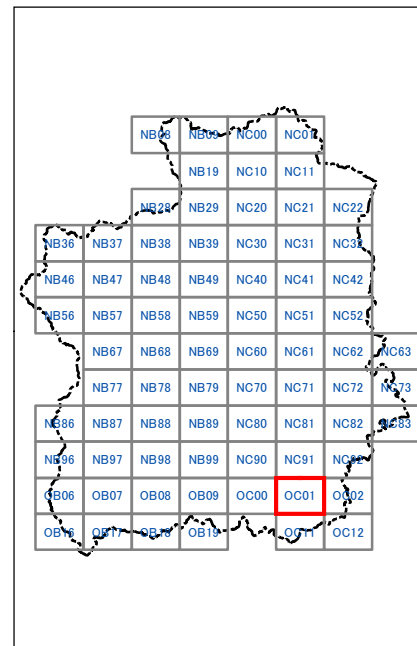 NB08 NB09 NC00 NC01
NB19 NC10 NC11
NB28 NB29 NC20 NC21 NC22
NB36 NB37 NB38 NB39 NC30 NC31 NC32
NB46 NB47 NB48 NB49 NC40 NC41 NC42
NB56 NB57 NB58 NB59 NC50 NC51 NC52
NB67 NB68 NB69 NC60 NC61 NC62 NC63
NB77 NB78 NB79 NC70 NC71 NC72 NC73
NB86 NB87 NB88 NB89 NC80 NC81 NC82 NC83
NB96 NB97 NB98 NB99 NC90 NC91 NC92
OB06 OB07 OB08 OB09 OC00 OC01 OC02
OB16 OB17 OB18 OB19 OC11 OC12